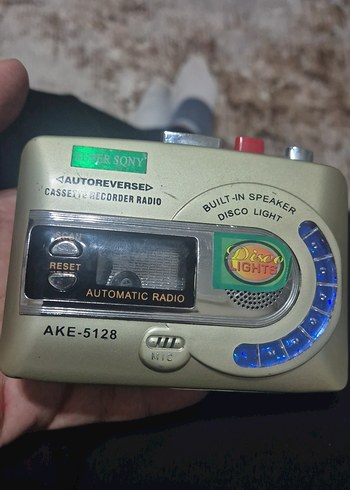 SUPER SONY
◁AUTOREVERSE▷
CASSETTE RECORDER RADIO
BUILT-IN SPEAKER
DISCO LIGHT
SCAN
RESET
AUTOMATIC RADIO
Disco
LIGHTS
AKE-5128
MIC